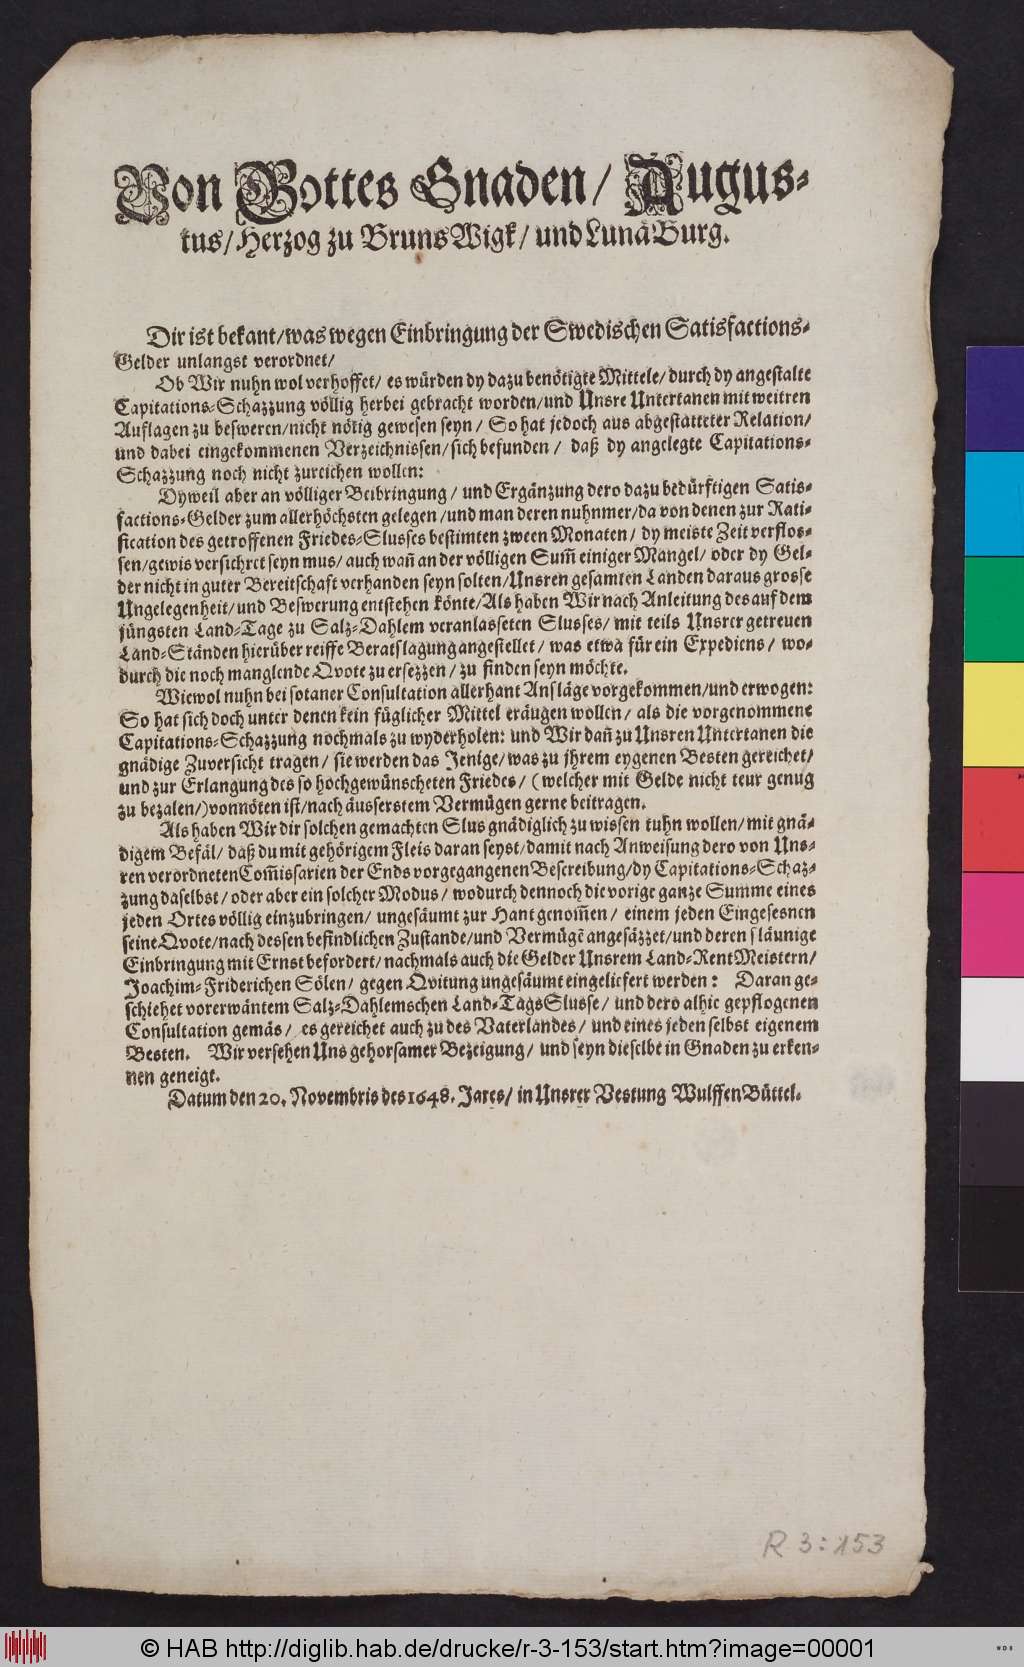 Von Gottes Gnaden/ Augus-
tus/ Herzog zu BrunsWigk/ und LunäBurg.
Dir ist bekant/ was wegen Einbringung der Swedischen Satisfactions-
Gelder unlangst verordnet/
Ob Wir nuhn wol verhoffet/ es würden dy dazu benötigte Mittele/ durch dy angestalte
Capitations-Schazzung völlig herbei gebracht worden/ und Unsre Untertanen mit weitren
Auflagen zu besweren/ nicht nötig gewesen seyn/ So hat jedoch aus abgestatteter Relation/
und dabei eingekommenen Verzeichnissen/ sich befunden/ daß dy angelegte Capitations-
Schazzung noch nicht zureichen wollen:
Dyweil aber an völliger Beibringung/ und Ergänzung dero dazu bedürftigen Satis-
factions-Gelder zum allerhöchsten gelegen/ und man deren nuhnmer/ da von denen zur Rati-
fication des getroffenen Friedes-Slusses bestimten zween Monaten/ dy meiste Zeit verflos-
sen/ gewis versichret seyn mus/ auch wañ an der völligen Sum̃ einiger Mangel/ oder dy Gel-
der nicht in guter Bereitschaft verhanden seyn solten/ Unsren gesamten Landen daraus grosse
Ungelegenheit/ und Beswerung entstehen könte/ Als haben Wir nach Anleitung des auf dem
jüngsten Land-Tage zu Salz-Dahlem veranlasseten Slusses/ mit teils Unsrer getreuen
Land-Ständen hierüber reiffe Beratslagung angestellet/ was etwa für ein Expediens/ wo-
durch die noch manglende Qvote zu ersezzen/ zu finden seyn möchte.
Wiewol nuhn bei sotaner Consultation allerhant Ansläge vorgekommen/ und erwogen:
So hat sich doch unter denen kein füglicher Mittel eräugen wollen/ als die vorgenommene
Capitations-Schazzung nochmals zu wyderholen: und Wir dañ zu Unsren Untertanen die
gnädige Zuversicht tragen/ sie werden das Jenige/ was zu jhrem eygenen Besten gereichet/
und zur Erlangung des so hochgewünscheten Friedes/ (welcher mit Gelde nicht teur genug
zu bezalen/) vonnöten ist/ nach äusserstem Vermügen gerne beitragen.
Als haben Wir dir solchen gemachten Slus gnädiglich zu wissen tuhn wollen/ mit gnä-
digem Befäl/ daß du mit gehörigem Fleis daran seyst/ damit nach Anweisung dero von Uns-
ren verordneten Com̃issarien der Ends vorgegangenen Bescreibung/ dy Capitations-Schaz-
zung daselbst/ oder aber ein solcher Modus/ wodurch dennoch die vorige ganze Summe eines
jeden Ortes völlig einzubringen/ ungesäumt zur Hant genom̃en/ einem jeden Eingesesnen
seine Qvote/ nach dessen befindlichen Zustande/ und Vermügẽ angesäzzet/ und deren släunige
Einbringung mit Ernst befordert/ nachmals auch die Gelder Unsrem Land-RentMeistern/
Joachim-Friderichen Sölen/ gegen Qvitung ungesäumt eingeliefert werden: Daran ge-
schiehet vorerwäntem Salz-Dahlemschen Land-TagsSlusse/ und dero alhie gepflogenen
Consultation gemäs/ es gereichet auch zu des Vaterlandes/ und eines jeden selbst eigenem
Besten. Wir versehen Uns gehorsamer Bezeigung/ und seyn dieselbe in Gnaden zu erken-
nen geneigt.
Datum den 20. Novembris des 1648. Jares/ in Unsrer Vestung WulffenBüttel.
R 3:153
© HAB http://diglib.hab.de/drucke/r-3-153/start.htm?image=00001